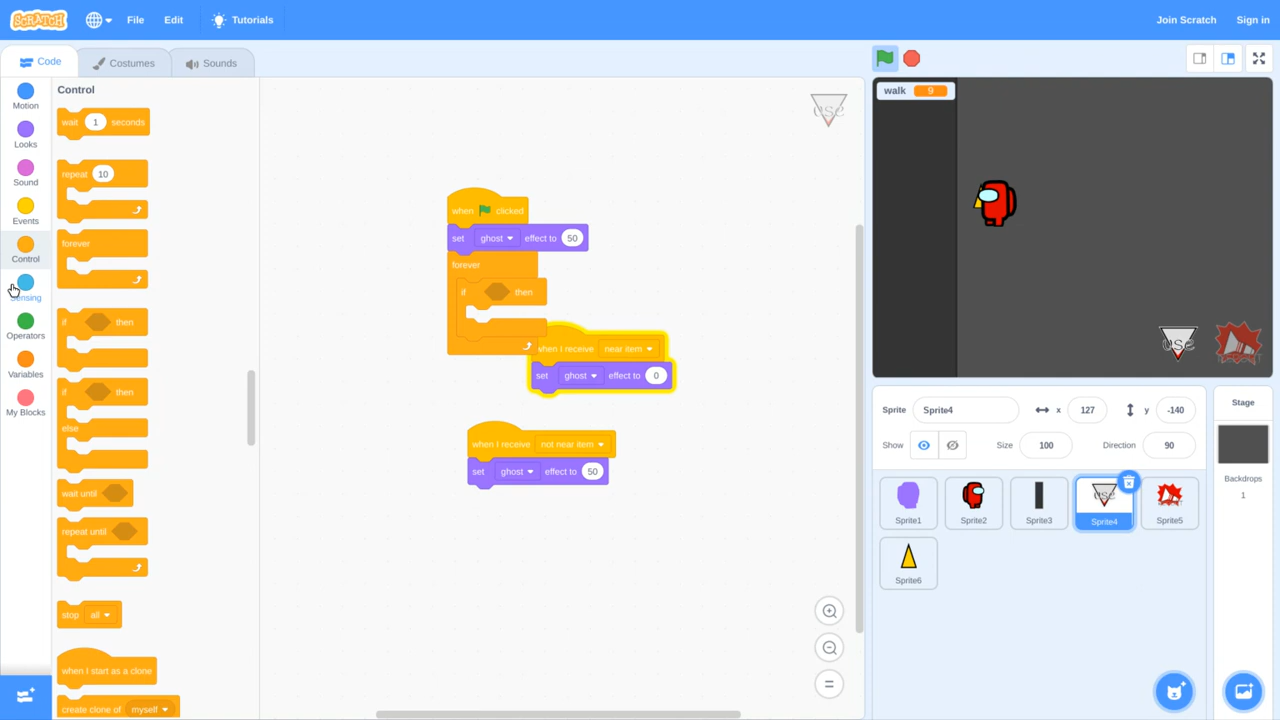 SCRATCH File Edit Tutorials Join Scratch Sign in
Code Costumes Sounds
Motion
Looks
Sound
Events
Control
Sensing
Operators
Variables
My Blocks
Control
wait 1 seconds
repeat 10
forever
if then
if then
else
wait until
repeat until
stop all
when I start as a clone
create clone of myself
when clicked
set ghost effect to 50
forever
if then
when I receive near item
set ghost effect to 0
when I receive not near item
set ghost effect to 50
ese
walk 9
ese
Sprite Sprite4 x 127 y -140
Show Size 100 Direction 90
Sprite1 Sprite2 Sprite3 Sprite4 Sprite5
Sprite6
Stage
Backdrops
1